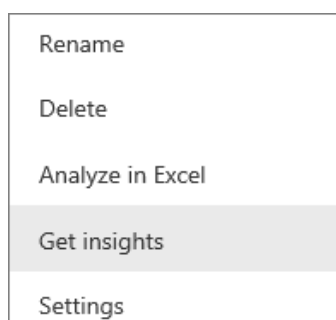 Rename
Delete
Analyze in Excel
Get insights
Settings